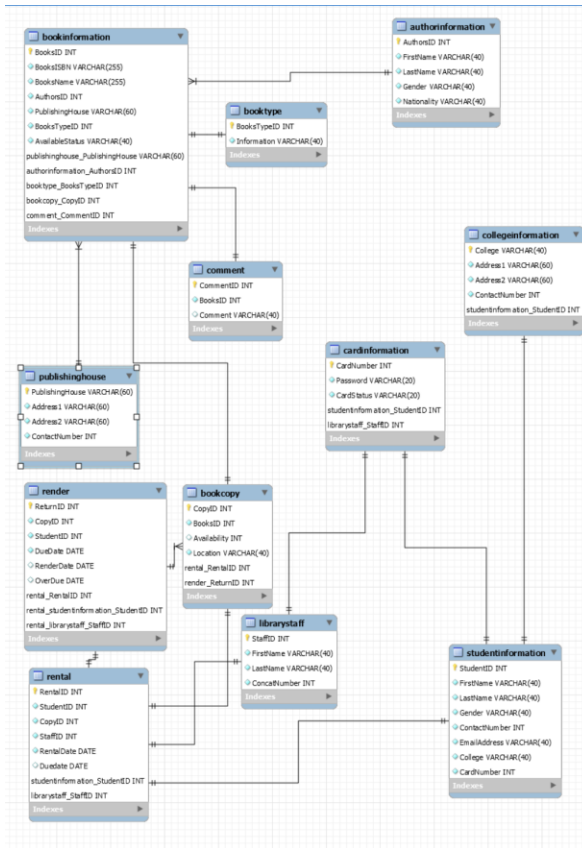 bookinformation
BooksID INT
BooksISBN VARCHAR(255)
BooksName VARCHAR(255)
AuthorsID INT
PublishingHouse VARCHAR(60)
BooksTypeID INT
AvailableStatus VARCHAR(40)
publishinghouse_PublishingHouse VARCHAR(60)
authorinformation_AuthorsID INT
booktype_BooksTypeID INT
bookcopy_CopyID INT
comment_CommentID INT
Indexes
authorinformation
AuthorsID INT
FirstName VARCHAR(40)
LastName VARCHAR(40)
Gender VARCHAR(40)
Nationality VARCHAR(40)
Indexes
booktype
BooksTypeID INT
Information VARCHAR(40)
Indexes
collegeinformation
College VARCHAR(40)
Address1 VARCHAR(60)
Address2 VARCHAR(60)
ContactNumber INT
studentinformation_StudentID INT
Indexes
comment
CommentID INT
BooksID INT
Comment VARCHAR(40)
Indexes
cardinformation
CardNumber INT
Password VARCHAR(20)
CardStatus VARCHAR(20)
studentinformation_StudentID INT
librarystaff_StaffID INT
Indexes
publishinghouse
PublishingHouse VARCHAR(60)
Address1 VARCHAR(60)
Address2 VARCHAR(60)
ContactNumber INT
Indexes
render
ReturnID INT
CopyID INT
StudentID INT
DueDate DATE
RenderDate DATE
OverDue DATE
rental_RentalID INT
rental_studentinformation_StudentID INT
rental_librarystaff_StaffID INT
Indexes
bookcopy
CopyID INT
BooksID INT
Availability INT
Location VARCHAR(40)
rental_RentalID INT
render_ReturnID INT
Indexes
librarystaff
StaffID INT
FirstName VARCHAR(40)
LastName VARCHAR(40)
ConcatNumber INT
Indexes
studentinformation
StudentID INT
FirstName VARCHAR(40)
LastName VARCHAR(40)
Gender VARCHAR(40)
ContactNumber INT
EmailAddress VARCHAR(40)
College VARCHAR(40)
CardNumber INT
Indexes
rental
RentalID INT
StudentID INT
CopyID INT
StaffID INT
RentalDate DATE
Duedate DATE
studentinformation_StudentID INT
librarystaff_StaffID INT
Indexes